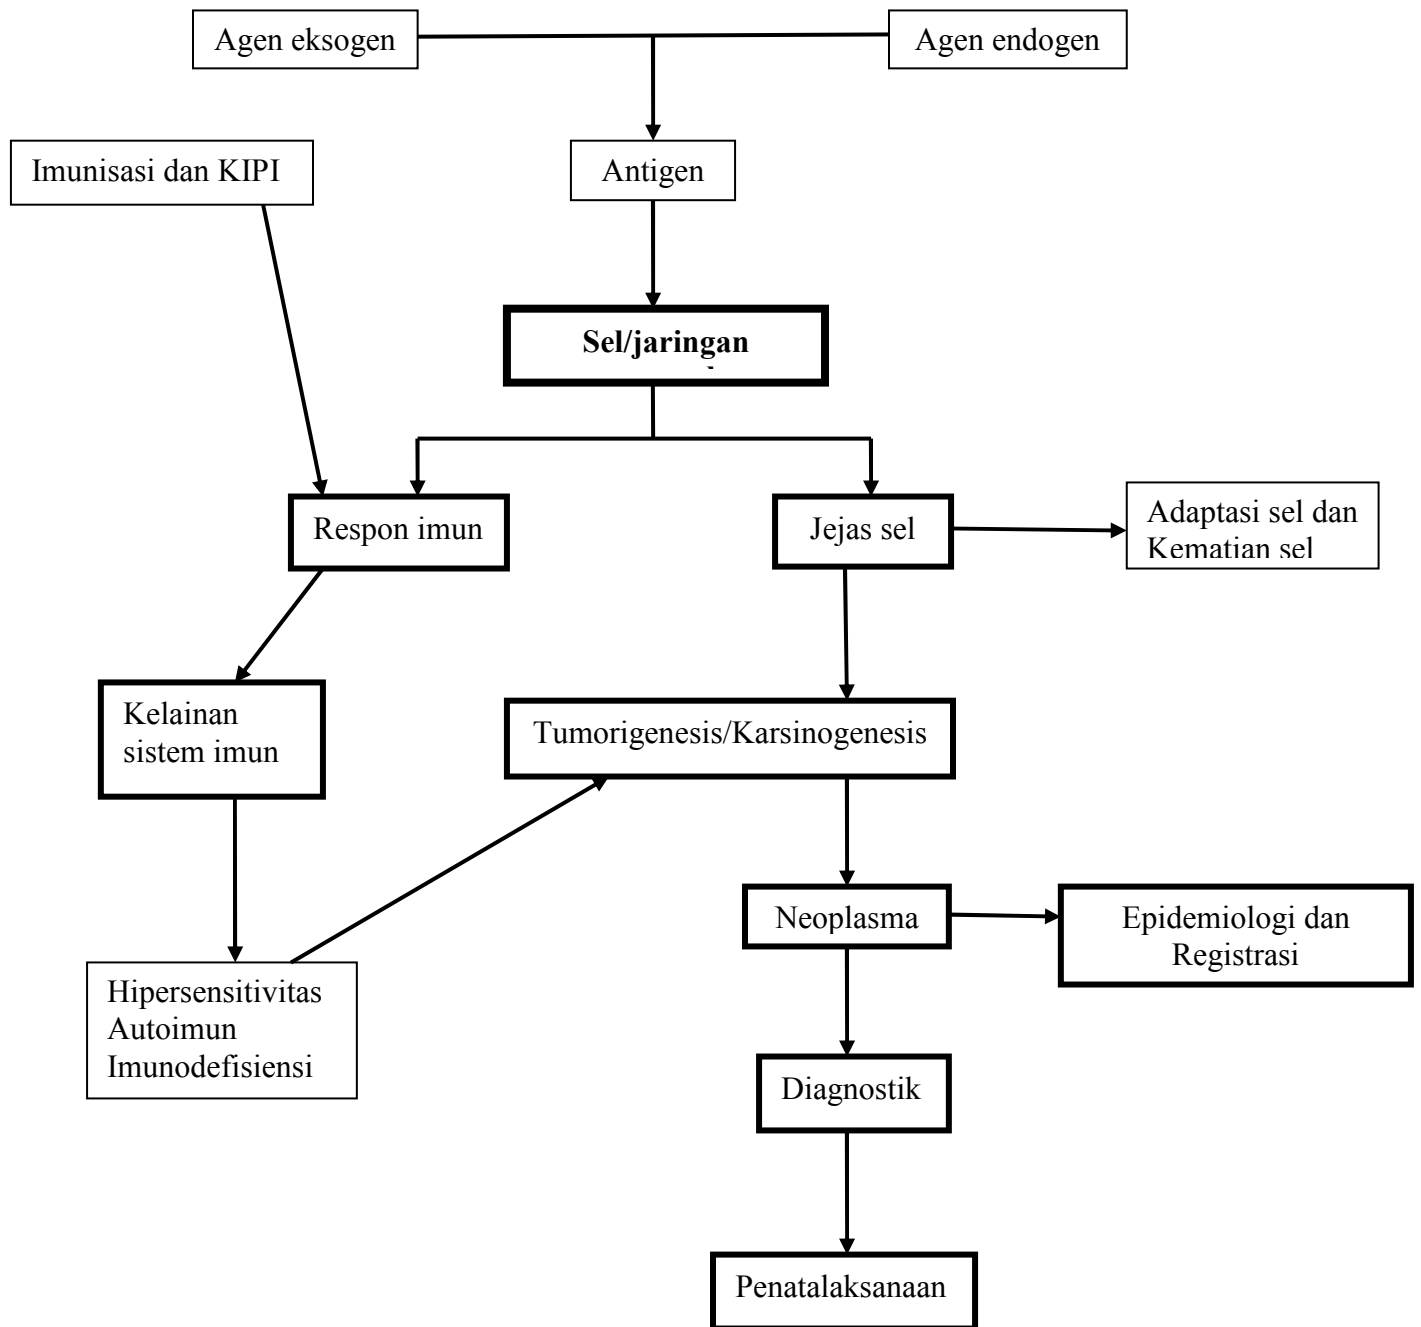 Agen eksogen
Agen endogen
Imunisasi dan KIPI
Antigen
Sel/jaringan
Respon imun
Jejas sel
Adaptasi sel dan
Kematian sel
Kelainan
sistem imun
Tumorigenesis/Karsinogenesis
Neoplasma
Epidemiologi dan
Registrasi
Hipersensitivitas
Autoimun
Imunodefisiensi
Diagnostik
Penatalaksanaan